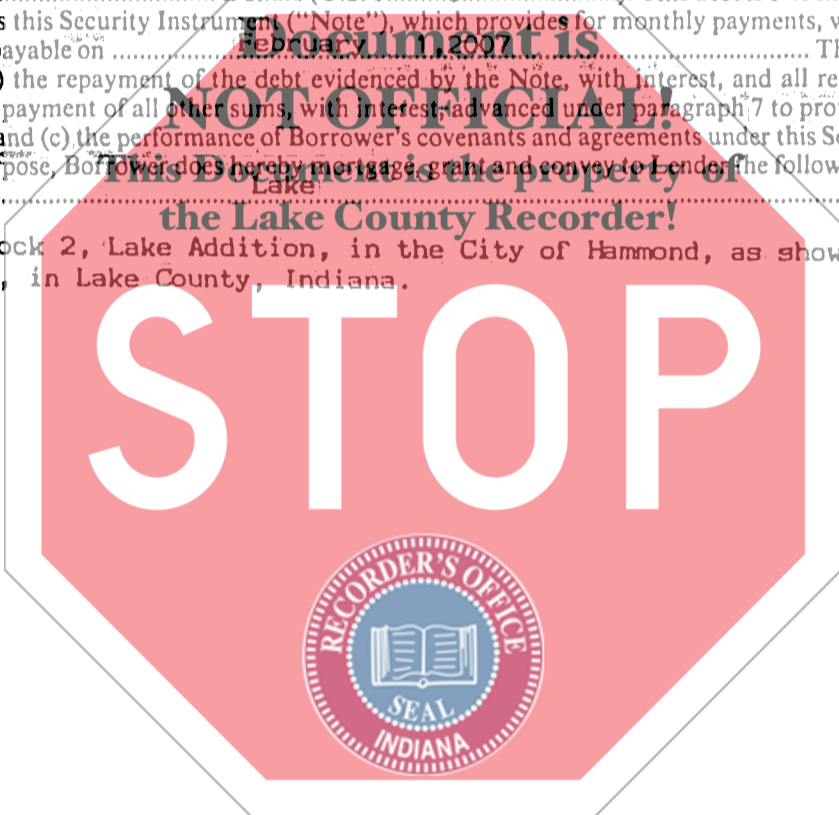 s this Security Instrument ("Note"), which provides for monthly payments, w
Document is
ayable on February 1, 2007 Th
) the repayment of the debt evidenced by the Note, with interest, and all re
NOT OFFICIAL!
payment of all other sums, with interest, advanced under paragraph 7 to pro
and (c) the performance of Borrower's covenants and agreements under this Se
This Document is the property of
pose, Borrower does hereby mortgage, grant and convey to Lender the follow
Lake
the Lake County Recorder!
ock 2, Lake Addition, in the City of Hammond, as show
, in Lake County, Indiana.
STOP
RECORDER'S OFFICE
SEAL
INDIANA